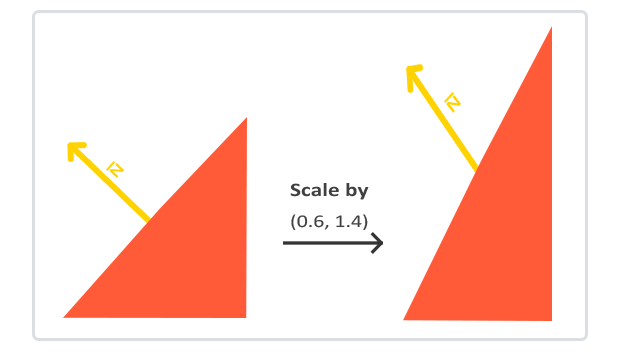 N̄
Scale by
(0.6, 1.4)
N̄